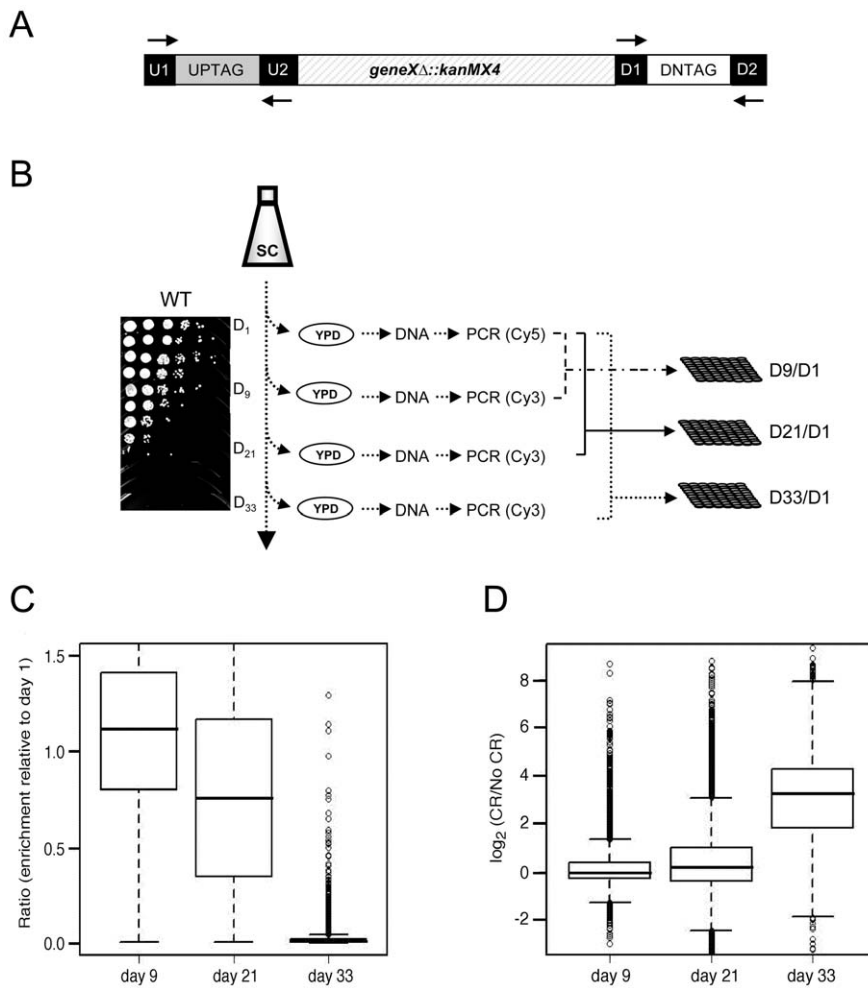 A
U1 UPTAG U2 geneXΔ::kanMX4 D1 DNTAG D2
B
SC
WT
D1 YPD DNA PCR (Cy5)
D9 YPD DNA PCR (Cy3)
D21 YPD DNA PCR (Cy3)
D33 YPD DNA PCR (Cy3)
D9/D1
D21/D1
D33/D1
C
Ratio (enrichment relative to day 1)
1.5
1.0
0.5
0.0
day 9 day 21 day 33
D
log2 (CR/No CR)
8
6
4
2
0
-2
day 9 day 21 day 33